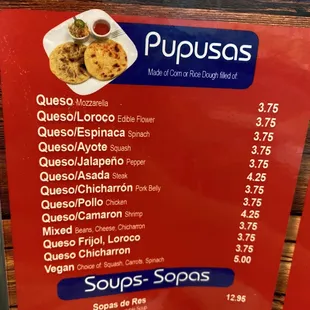 Pupusas
Made of Corn or Rice Dough filled of:
Queso Mozzarella 3.75
Queso/Loroco Edible Flower 3.75
Queso/Espinaca Spinach 3.75
Queso/Ayote Squash 3.75
Queso/Jalapeño Pepper 3.75
Queso/Asada Steak 4.25
Queso/Chicharrón Pork Belly 3.75
Queso/Pollo Chicken 3.75
Queso/Camaron Shrimp 4.25
Mixed Beans, Cheese, Chicharron 3.75
Queso Frijol, Loroco 3.75
Queso Chicharron 3.75
Vegan Choice of: Squash, Carrots, Spinach 5.00
Soups- Sopas
Sopas de Res 12.95